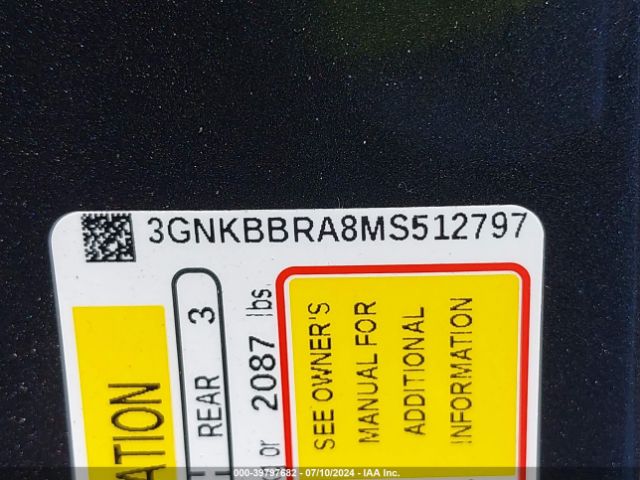 3GNKBBRA8MS512797
REAR 3
or 2087 lbs
SEE OWNER'S
MANUAL FOR
ADDITIONAL
INFORMATION
000-39797682 - 07/10/2024 - IAA Inc.